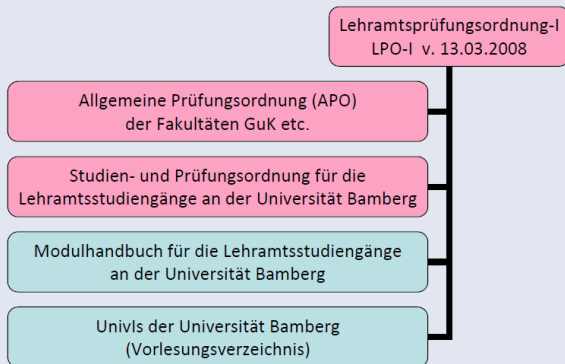 Lehramtsprüfungsordnung-I
LPO-I v. 13.03.2008
Allgemeine Prüfungsordnung (APO)
der Fakultäten GuK etc.
Studien- und Prüfungsordnung für die
Lehramtsstudiengänge an der Universität Bamberg
Modulhandbuch für die Lehramtsstudiengänge
an der Universität Bamberg
UnivIs der Universität Bamberg
(Vorlesungsverzeichnis)